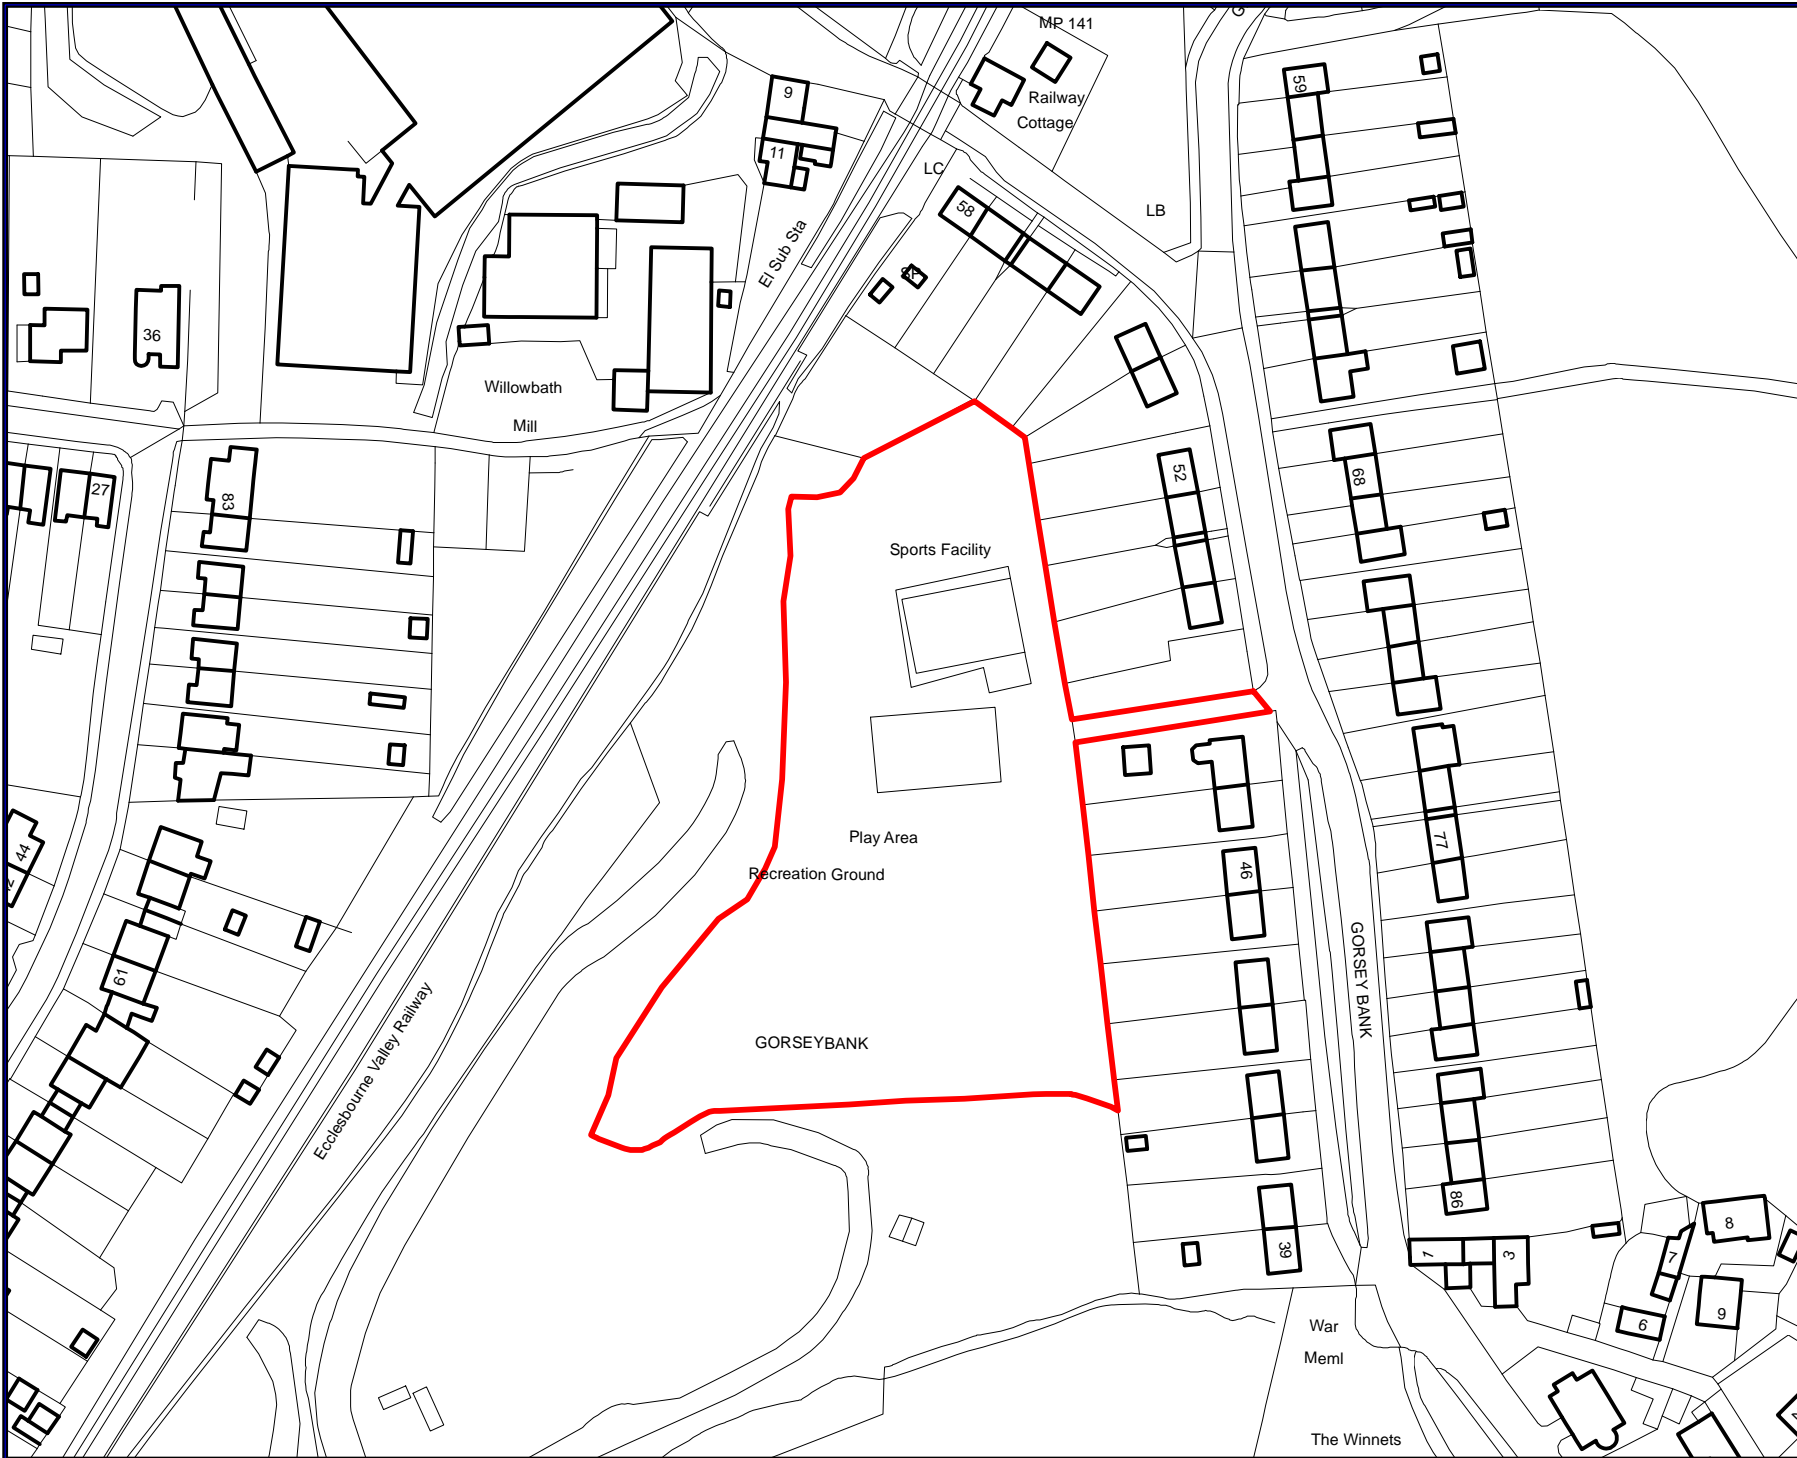 MP 141
Railway
Cottage
59
9
11
LC
LB
58
El Sub Sta
36
Willowbath
Mill
27
83
52
68
Sports Facility
77
Play Area
Recreation Ground
44
46
61
GORSEY BANK
Ecclesbourne Valley Railway
GORSEYBANK
86
39
1
3
7
8
6
9
War
Meml
The Winnets